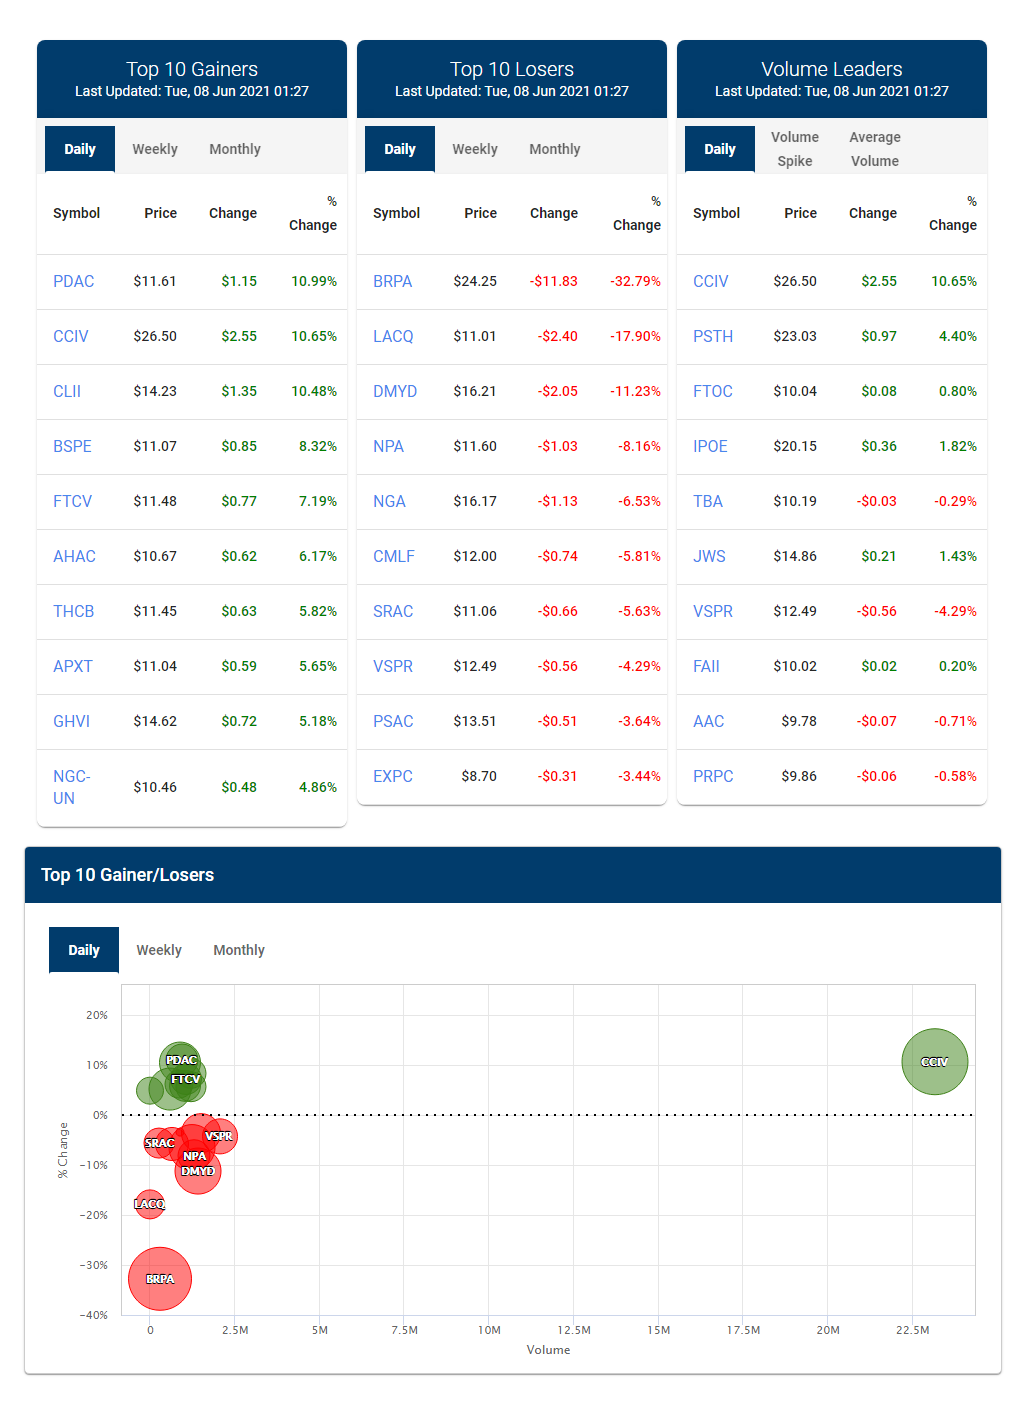 Top 10 Gainers
Last Updated: Tue, 08 Jun 2021 01:27
Daily Weekly Monthly
Symbol Price Change % Change
PDAC $11.61 $1.15 10.99%
CCIV $26.50 $2.55 10.65%
CLII $14.23 $1.35 10.48%
BSPE $11.07 $0.85 8.32%
FTCV $11.48 $0.77 7.19%
AHAC $10.67 $0.62 6.17%
THCB $11.45 $0.63 5.82%
APXT $11.04 $0.59 5.65%
GHVI $14.62 $0.72 5.18%
NGC-UN $10.46 $0.48 4.86%
Top 10 Losers
Last Updated: Tue, 08 Jun 2021 01:27
Daily Weekly Monthly
Symbol Price Change % Change
BRPA $24.25 -$11.83 -32.79%
LACQ $11.01 -$2.40 -17.90%
DMYD $16.21 -$2.05 -11.23%
NPA $11.60 -$1.03 -8.16%
NGA $16.17 -$1.13 -6.53%
CMLF $12.00 -$0.74 -5.81%
SRAC $11.06 -$0.66 -5.63%
VSPR $12.49 -$0.56 -4.29%
PSAC $13.51 -$0.51 -3.64%
EXPC $8.70 -$0.31 -3.44%
Volume Leaders
Last Updated: Tue, 08 Jun 2021 01:27
Daily Volume Spike Average Volume
Symbol Price Change % Change
CCIV $26.50 $2.55 10.65%
PSTH $23.03 $0.97 4.40%
FTOC $10.04 $0.08 0.80%
IPOE $20.15 $0.36 1.82%
TBA $10.19 -$0.03 -0.29%
JWS $14.86 $0.21 1.43%
VSPR $12.49 -$0.56 -4.29%
FAII $10.02 $0.02 0.20%
AAC $9.78 -$0.07 -0.71%
PRPC $9.86 -$0.06 -0.58%
Top 10 Gainer/Losers
Daily Weekly Monthly
% Change
20%
10%
0%
-10%
-20%
-30%
-40%
PDAC
CCIV
FTCV
SRAC
VSPR
NPA
DMYD
LACQ
BRPA
0 2.5M 5M 7.5M 10M 12.5M 15M 17.5M 20M 22.5M
Volume